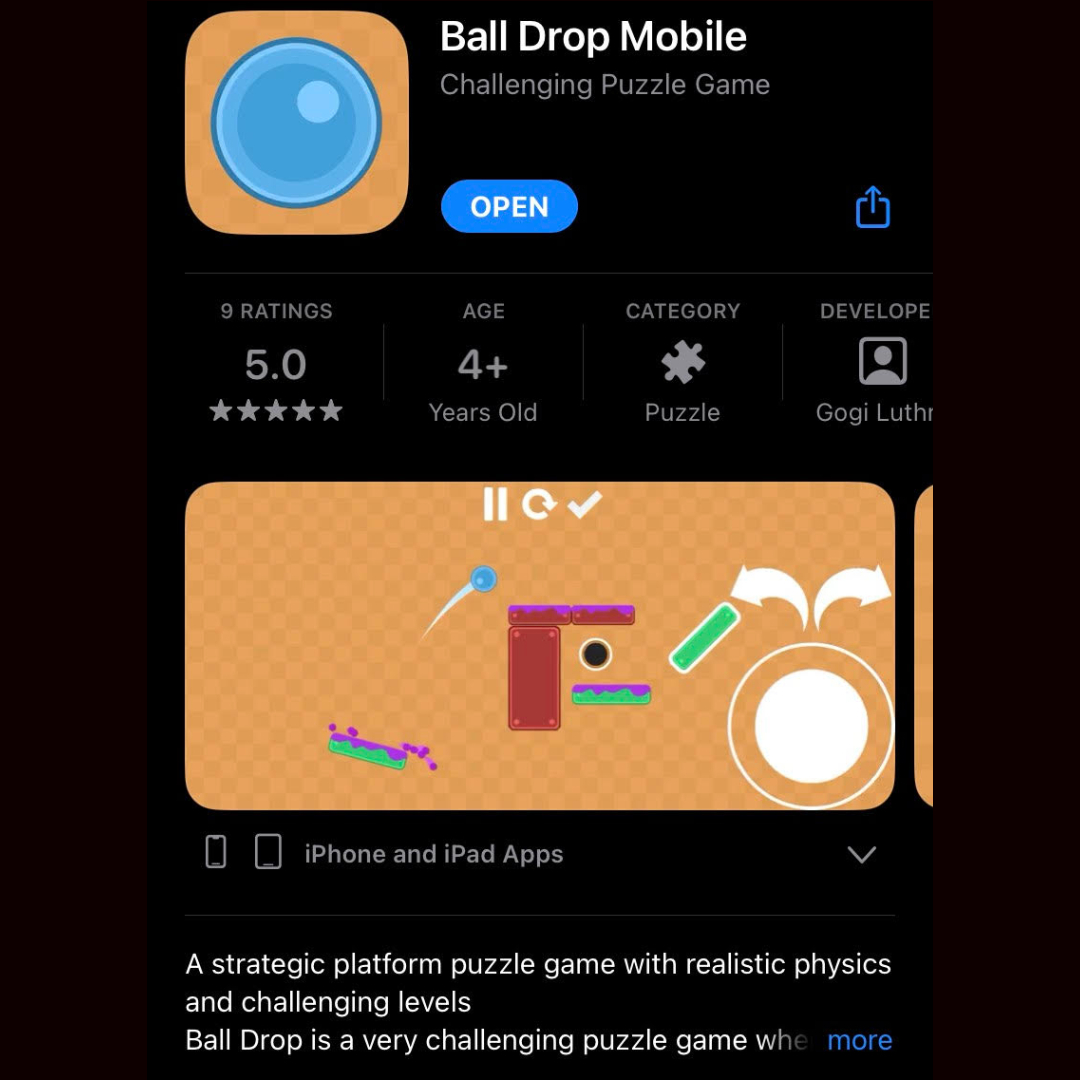 Ball Drop Mobile
Challenging Puzzle Game
OPEN
9 RATINGS
AGE
CATEGORY
DEVELOPE
5.0
4+
Years Old
Puzzle
Gogi Luthr
iPhone and iPad Apps
A strategic platform puzzle game with realistic physics
and challenging levels
Ball Drop is a very challenging puzzle game whe more